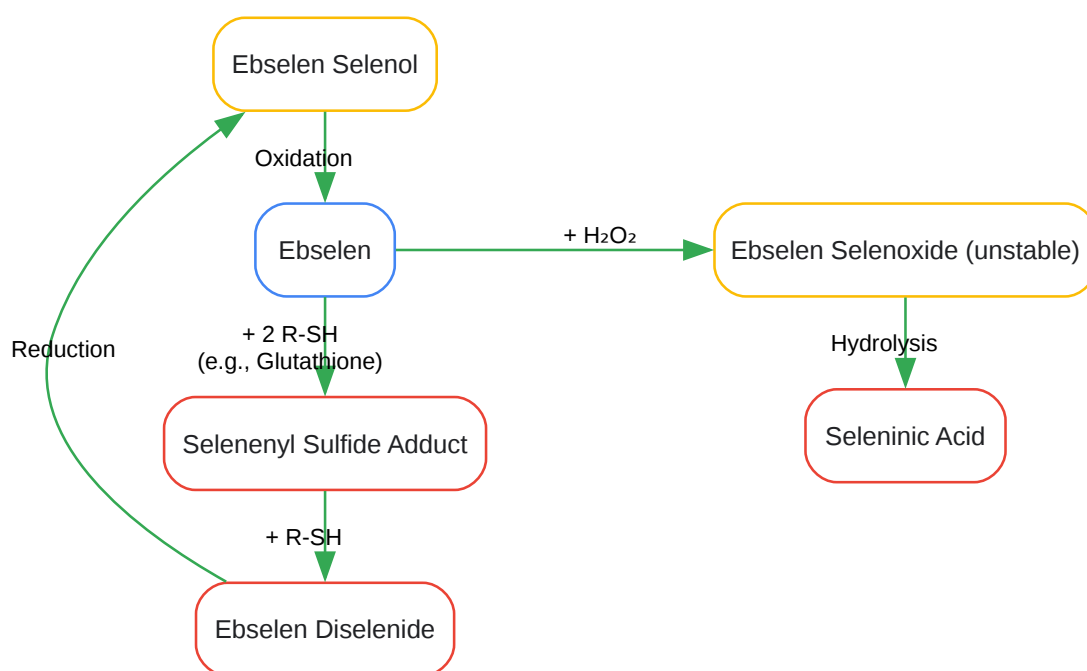 Ebselen Selenol
Oxidation
Ebselen
+ H₂O₂
Ebselen Selenoxide (unstable)
+ 2 R-SH
(e.g., Glutathione)
Reduction
Hydrolysis
Selenenyl Sulfide Adduct
Seleninic Acid
+ R-SH
Ebselen Diselenide